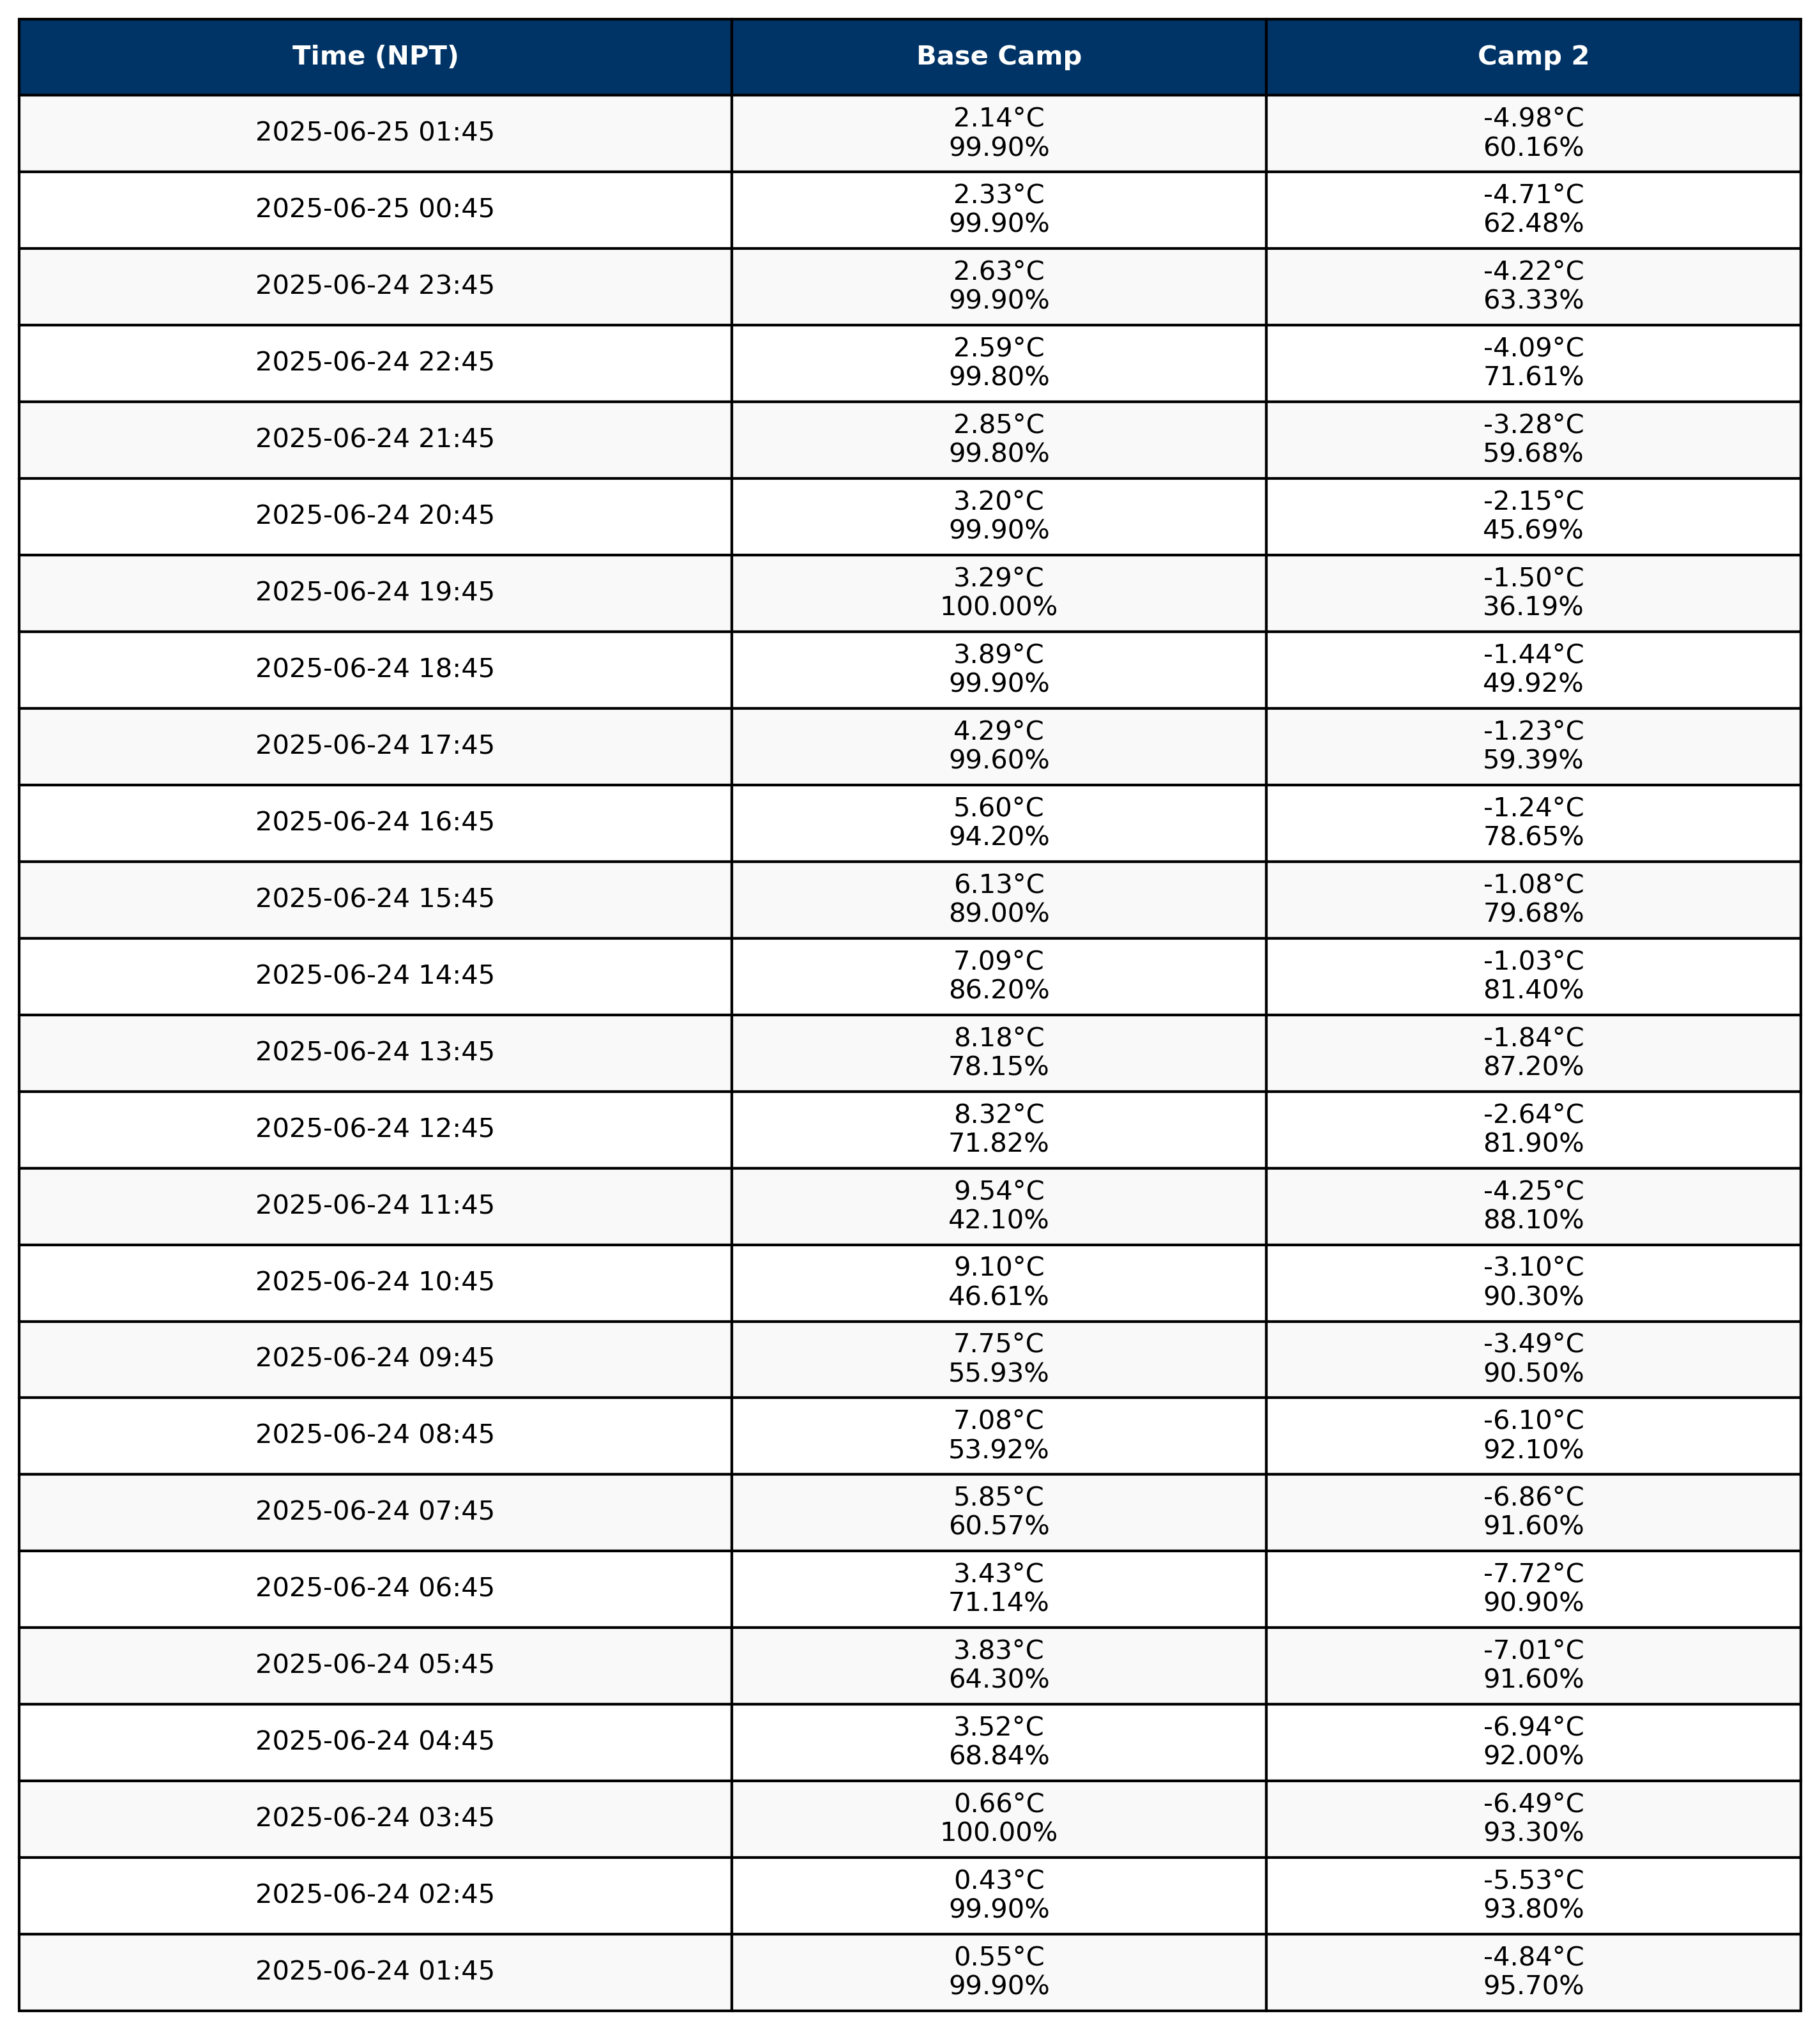 Time (NPT) Base Camp Camp 2
2025-06-25 01:45 2.14°C -4.98°C
99.90% 60.16%
2025-06-25 00:45 2.33°C -4.71°C
99.90% 62.48%
2025-06-24 23:45 2.63°C -4.22°C
99.90% 63.33%
2025-06-24 22:45 2.59°C -4.09°C
99.80% 71.61%
2025-06-24 21:45 2.85°C -3.28°C
99.80% 59.68%
2025-06-24 20:45 3.20°C -2.15°C
99.90% 45.69%
2025-06-24 19:45 3.29°C -1.50°C
100.00% 36.19%
2025-06-24 18:45 3.89°C -1.44°C
99.90% 49.92%
2025-06-24 17:45 4.29°C -1.23°C
99.60% 59.39%
2025-06-24 16:45 5.60°C -1.24°C
94.20% 78.65%
2025-06-24 15:45 6.13°C -1.08°C
89.00% 79.68%
2025-06-24 14:45 7.09°C -1.03°C
86.20% 81.40%
2025-06-24 13:45 8.18°C -1.84°C
78.15% 87.20%
2025-06-24 12:45 8.32°C -2.64°C
71.82% 81.90%
2025-06-24 11:45 9.54°C -4.25°C
42.10% 88.10%
2025-06-24 10:45 9.10°C -3.10°C
46.61% 90.30%
2025-06-24 09:45 7.75°C -3.49°C
55.93% 90.50%
2025-06-24 08:45 7.08°C -6.10°C
53.92% 92.10%
2025-06-24 07:45 5.85°C -6.86°C
60.57% 91.60%
2025-06-24 06:45 3.43°C -7.72°C
71.14% 90.90%
2025-06-24 05:45 3.83°C -7.01°C
64.30% 91.60%
2025-06-24 04:45 3.52°C -6.94°C
68.84% 92.00%
2025-06-24 03:45 0.66°C -6.49°C
100.00% 93.30%
2025-06-24 02:45 0.43°C -5.53°C
99.90% 93.80%
2025-06-24 01:45 0.55°C -4.84°C
99.90% 95.70%